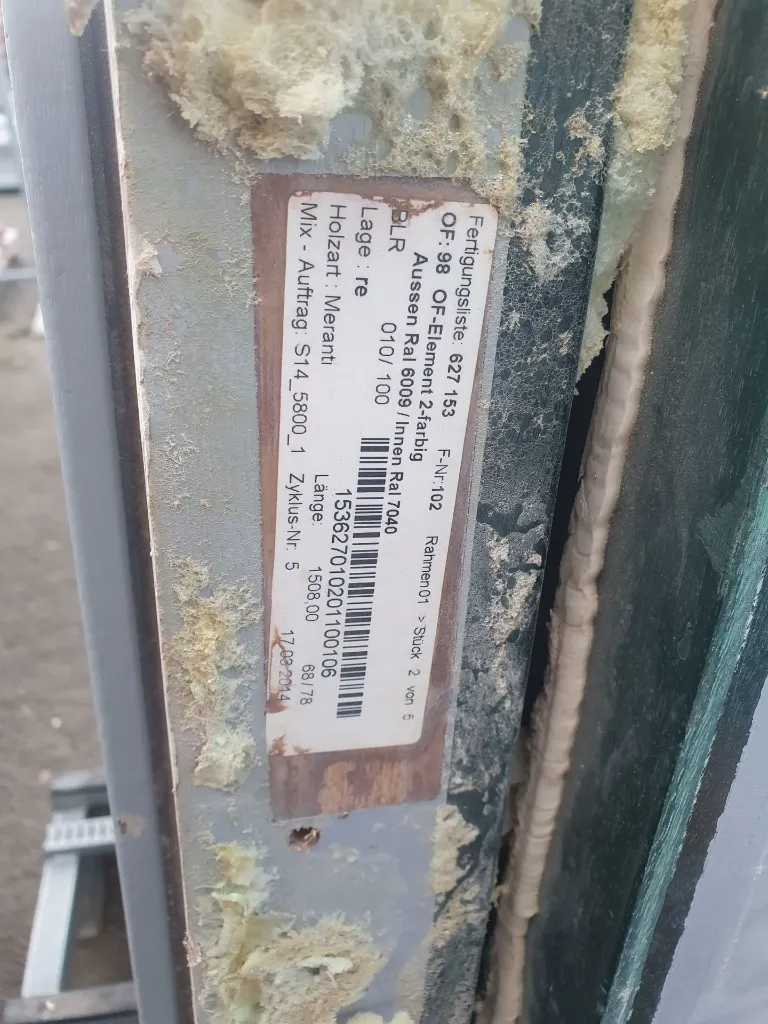 Fertigungsliste: 627 153 F-Nr:102 Rahmen01 > Stück 2 von 5
OF: 98 OF-Element 2-farbig
Aussen Ral 6009 / Innen Ral 7040
BLR 010/ 100
Lage : re 15362701020110010​6
Holzart : Meranti Länge: 1508,00 68/78
Mix - Auftrag: S14_5800_1 Zyklus-Nr: 5 17-03-2014